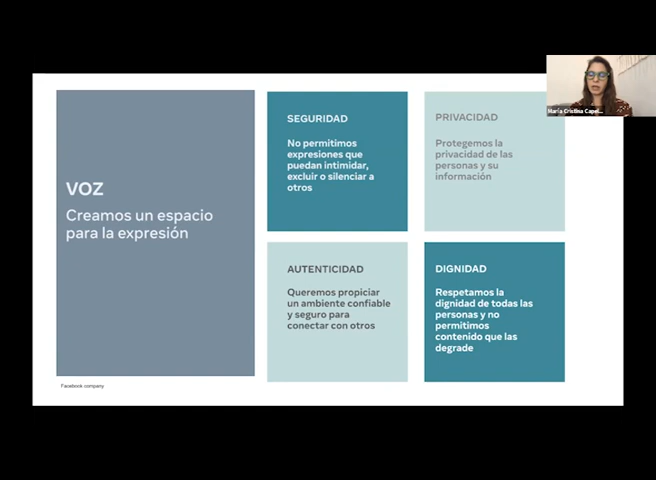 VOZ
Creamos un espacio
para la expresión
SEGURIDAD
No permitimos
expresiones que
puedan intimidar,
excluir o silenciar a
otros
PRIVACIDAD
Protegemos la
privacidad de las
personas y su
información
AUTENTICIDAD
Queremos propiciar
un ambiente confiable
y seguro para
conectar con otros
DIGNIDAD
Respetamos la
dignidad de todas las
personas y no
permitimos
contenido que las
degrade
Facebook company
María Cristina